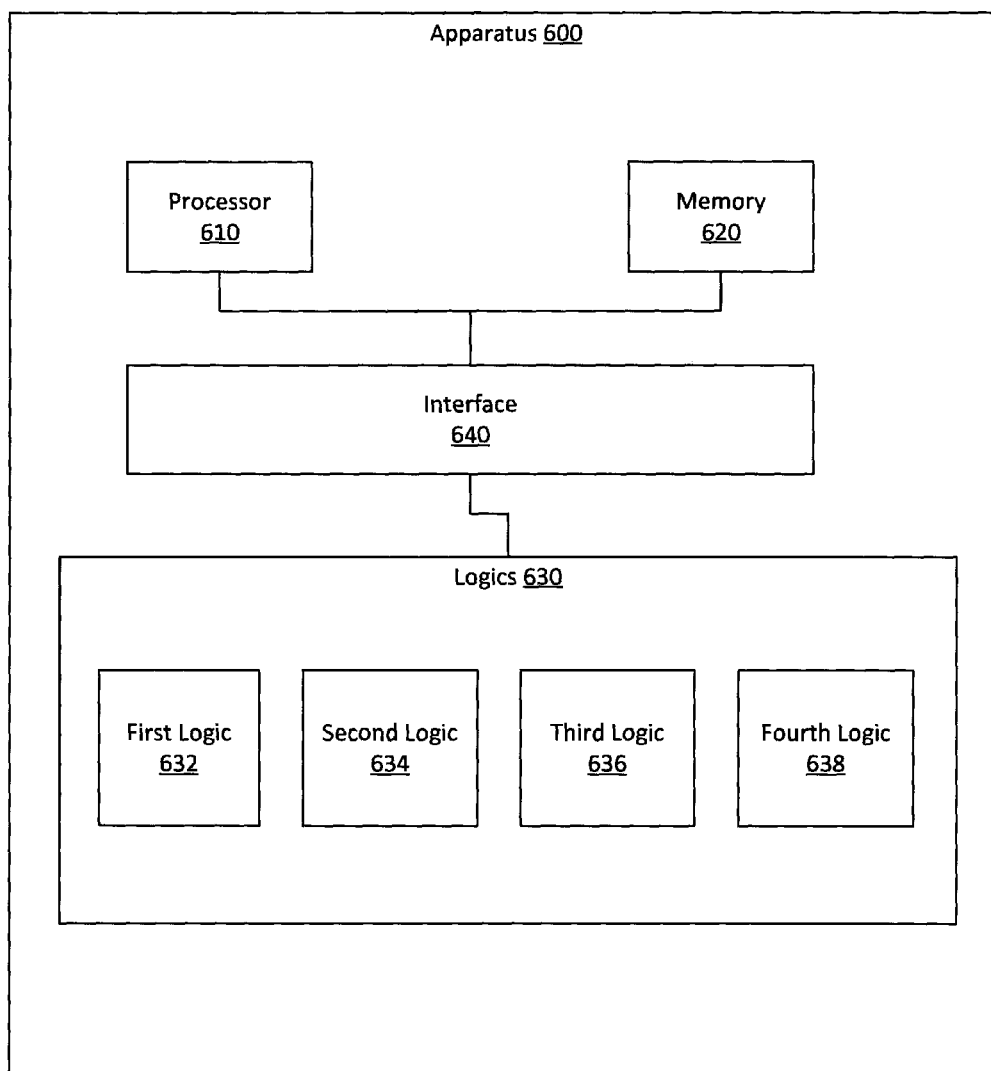 Apparatus 600
Processor
610
Memory
620
Interface
640
Logics 630
First Logic
632
Second Logic
634
Third Logic
636
Fourth Logic
638